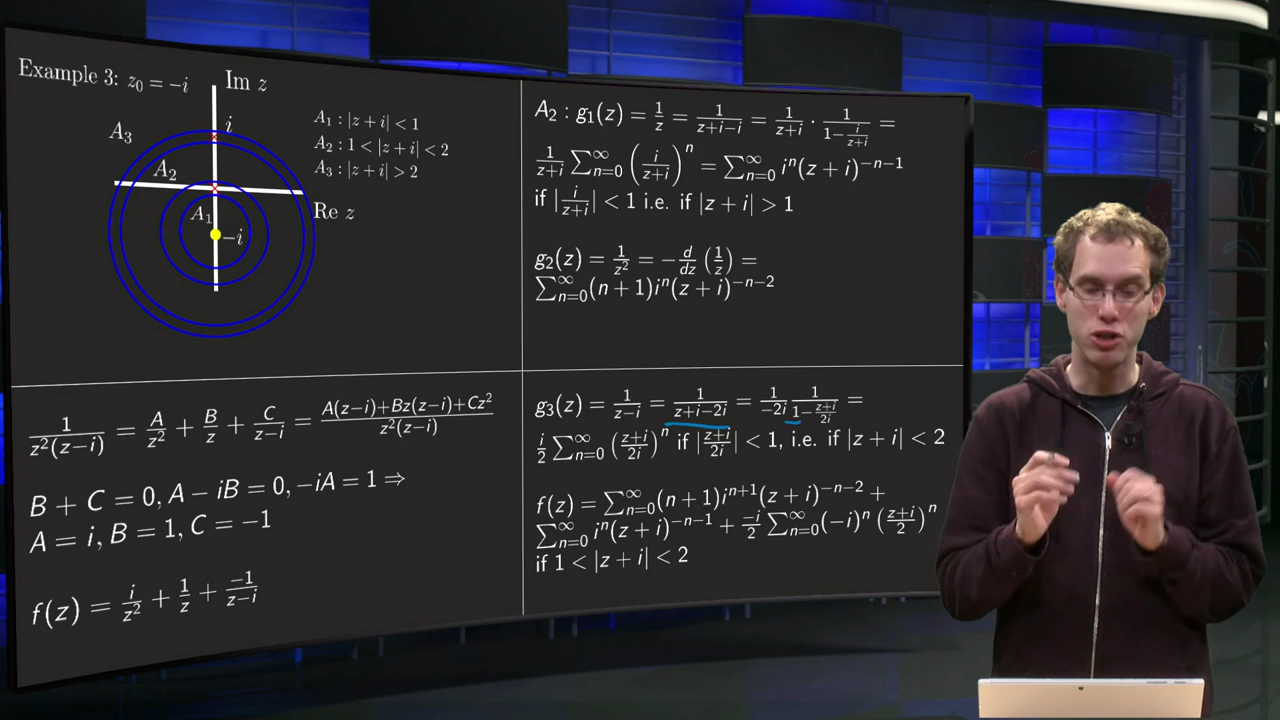 Example 3: z₀ = −i
Im z
i
A₃
A₂
A₁
−i
Re z
A₁ : |z + i| < 1
A₂ : 1 < |z + i| < 2
A₃ : |z + i| > 2
A₂ : g₁(z) = 1/z = 1/(z+i−i) = 1/(z+i) · 1/(1−i/(z+i)) =
1/(z+i) ∑_{n=0}^{∞} (i/(z+i))ⁿ = ∑_{n=0}^{∞} iⁿ(z + i)^{−n−1}
if |i/(z+i)| < 1 i.e. if |z + i| > 1
g₂(z) = 1/z² = −d/dz (1/z) =
∑_{n=0}^{∞}(n + 1)iⁿ(z + i)^{−n−2}
1/(z²(z−i)) = A/z² + B/z + C/(z−i) = (A(z−i)+Bz(z−i)+Cz²)/(z²(z−i))
B + C = 0, A − iB = 0, −iA = 1 ⇒
A = i, B = 1, C = −1
f(z) = i/z² + 1/z + −1/(z−i)
g₃(z) = 1/(z−i) = 1/(z+i−2i) = 1/(−2i) 1/(1−(z+i)/(2i)) =
i/2 ∑_{n=0}^{∞} ((z+i)/(2i))ⁿ if |(z+i)/(2i)| < 1, i.e. if |z + i| < 2
f(z) = ∑_{n=0}^{∞}(n + 1)i^{n+1}(z + i)^{−n−2} +
∑_{n=0}^{∞} iⁿ(z + i)^{−n−1} + −i/2 ∑_{n=0}^{∞}(−i)ⁿ ((z+i)/2)ⁿ
if 1 < |z + i| < 2